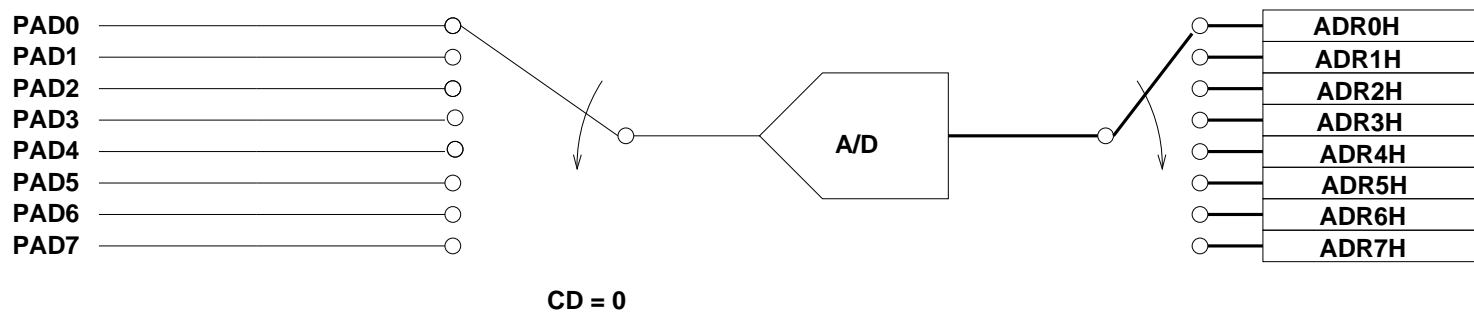 PAD0 ADR0H
PAD1 ADR1H
PAD2 ADR2H
PAD3 ADR3H
PAD4 A/D ADR4H
PAD5 ADR5H
PAD6 ADR6H
PAD7 ADR7H
CD = 0